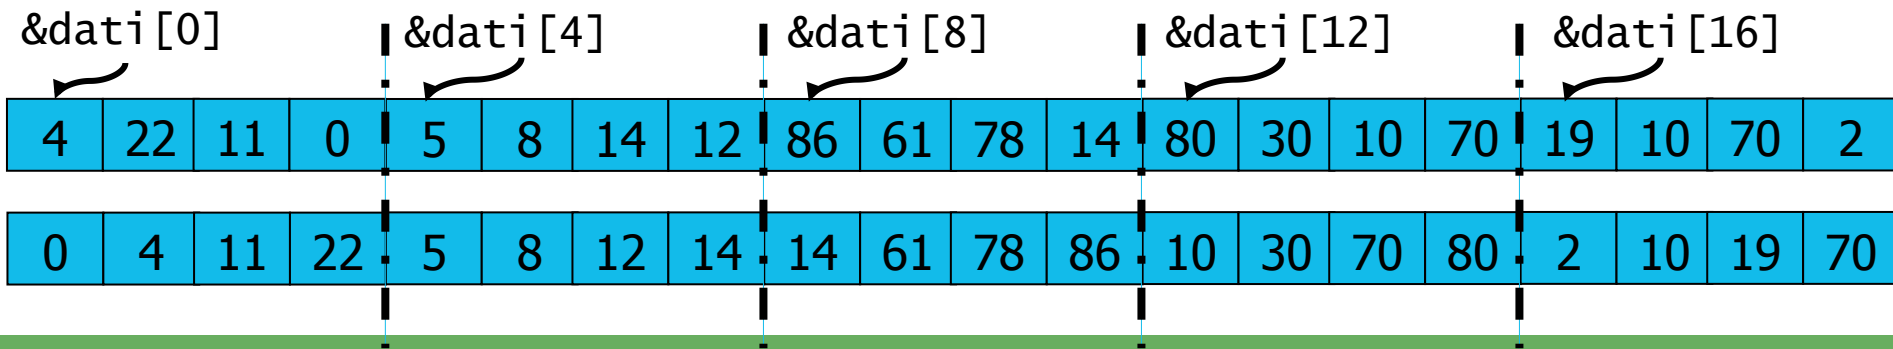 &dati[0] &dati[4] &dati[8] &dati[12] &dati[16]
4 22 11 0 5 8 14 12 86 61 78 14 80 30 10 70 19 10 70 2
0 4 11 22 5 8 12 14 14 61 78 86 10 30 70 80 2 10 19 70